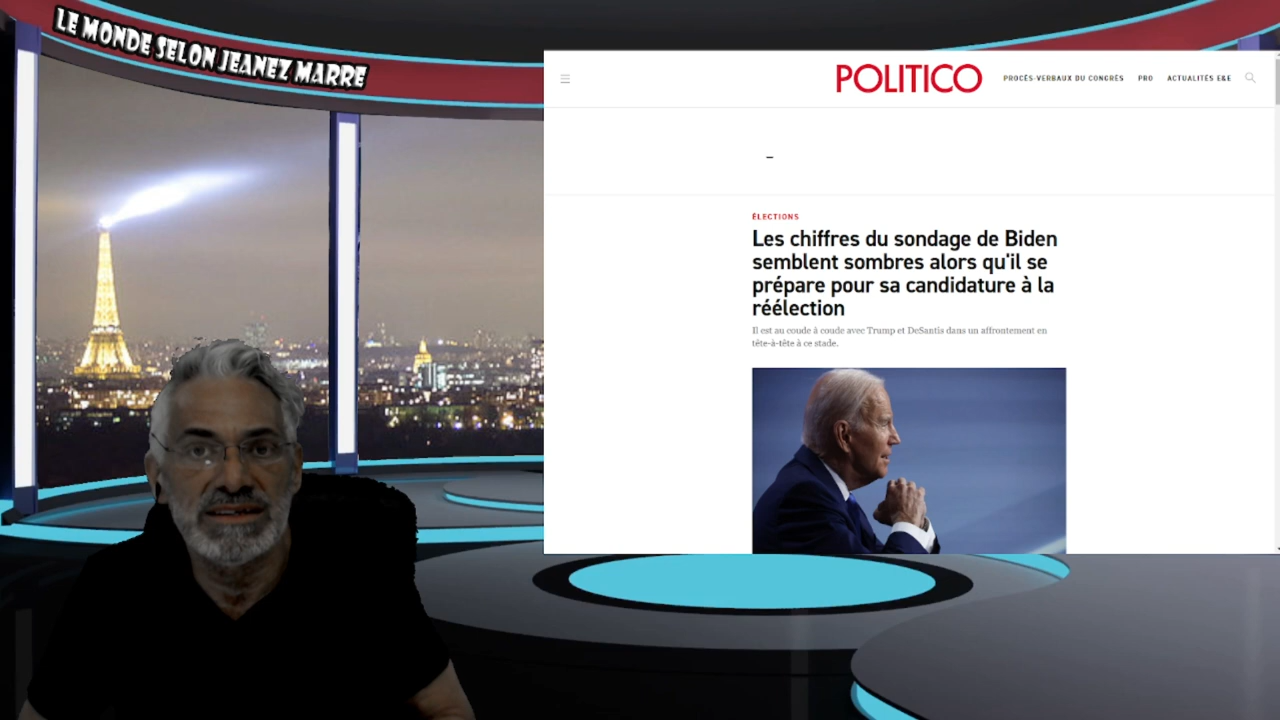 LE MONDE SELON JEANEZ MARRE
POLITICO
PROCÈS-VERBAUX DU CONGRÈS PRO ACTUALITÉS E&E
ÉLECTIONS
Les chiffres du sondage de Biden
semblent sombres alors qu'il se
prépare pour sa candidature à la
réélection
Il est au coude à coude avec Trump et DeSantis dans un affrontement en
tête-à-tête à ce stade.